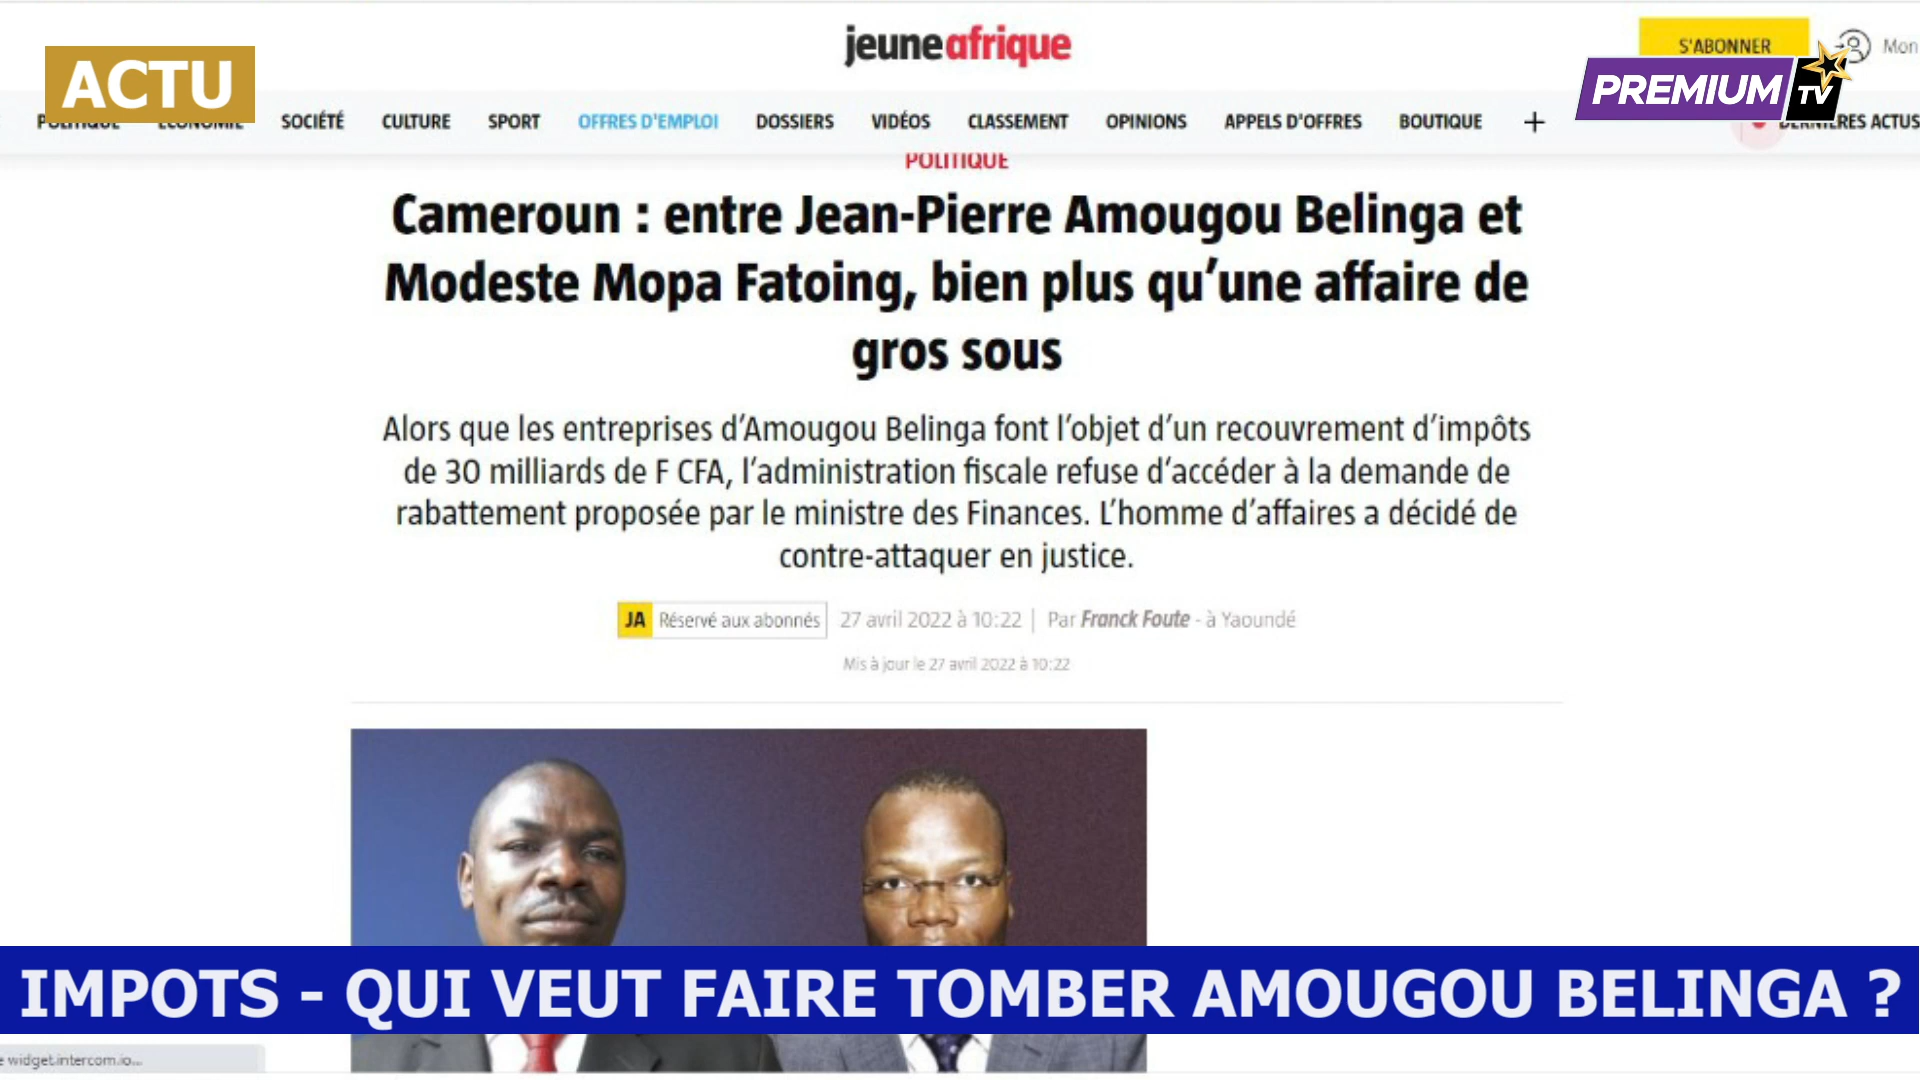 jeuneafrique
S'ABONNER
Mon
ACTU
PREMIUM TV
POLITIQUE ÉCONOMIE SOCIÉTÉ CULTURE SPORT OFFRES D'EMPLOI DOSSIERS VIDÉOS CLASSEMENT OPINIONS APPELS D'OFFRES BOUTIQUE + DERNIÈRES ACTUS
POLITIQUE
Cameroun : entre Jean-Pierre Amougou Belinga et
Modeste Mopa Fatoing, bien plus qu’une affaire de
gros sous
Alors que les entreprises d’Amougou Belinga font l’objet d’un recouvrement d’impôts
de 30 milliards de F CFA, l’administration fiscale refuse d’accéder à la demande de
rabattement proposée par le ministre des Finances. L’homme d’affaires a décidé de
contre-attaquer en justice.
JA Réservé aux abonnés 27 avril 2022 à 10:22 | Par Franck Foute - à Yaoundé
Mis à jour le 27 avril 2022 à 10:22
IMPOTS - QUI VEUT FAIRE TOMBER AMOUGOU BELINGA ?
e widget.intercom.io...